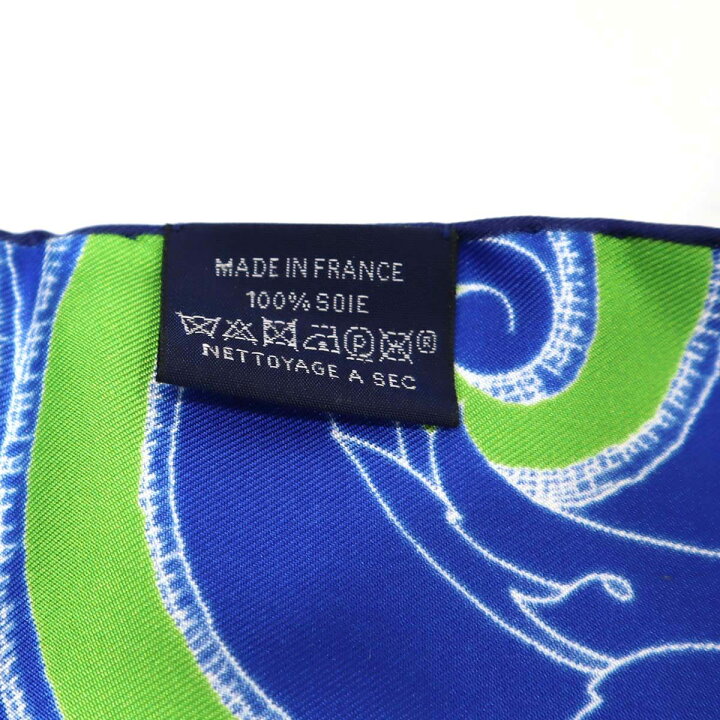 MADE IN FRANCE
100% SOIE
P ®
NETTOYAGE A SEC